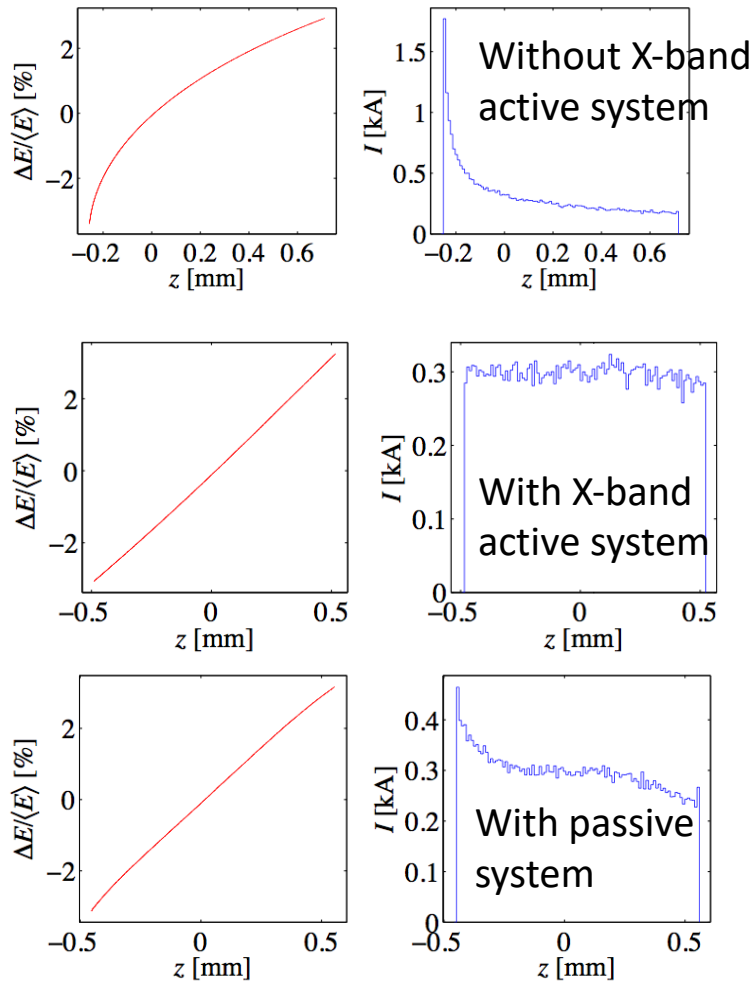 ΔE/⟨E⟩ [%]
2
0
−2
−0.2 0 0.2 0.4 0.6
z [mm]
I [kA]
1.5
1
0.5
0
−0.2 0 0.2 0.4 0.6
z [mm]
Without X-band
active system
ΔE/⟨E⟩ [%]
2
0
−2
−0.5 0 0.5
z [mm]
I [kA]
0.3
0.2
0.1
0
−0.5 0 0.5
z [mm]
With X-band
active system
ΔE/⟨E⟩ [%]
2
0
−2
−0.5 0 0.5
z [mm]
I [kA]
0.4
0.3
0.2
0.1
0
−0.5 0 0.5
z [mm]
With passive
system